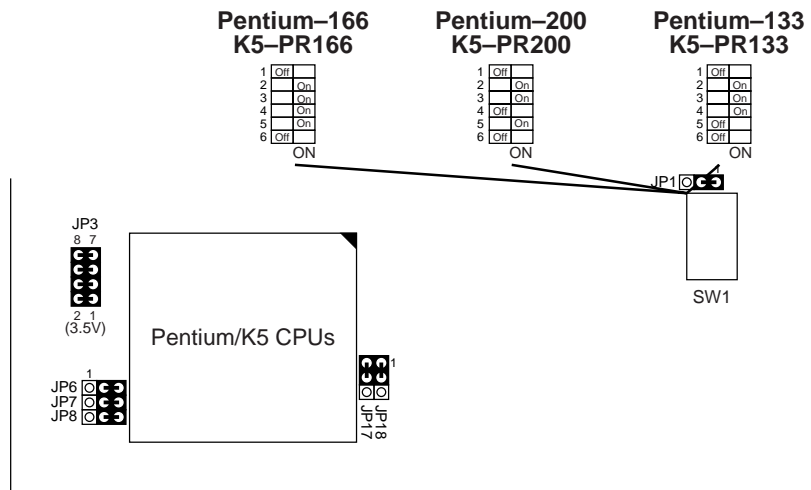 Pentium–166
K5–PR166
Pentium–200
K5–PR200
Pentium–133
K5–PR133
1 Off
2 On
3 On
4 On
5 On
6 Off
ON
1 Off
2 On
3 On
4 Off
5 On
6 Off
ON
1 Off
2 On
3 On
4 On
5 Off
6 Off
ON
JP1
1
SW1
JP3
8 7
2 1
(3.5V)
Pentium/K5 CPUs
1
JP6
JP7
JP8
1
JP17
JP18